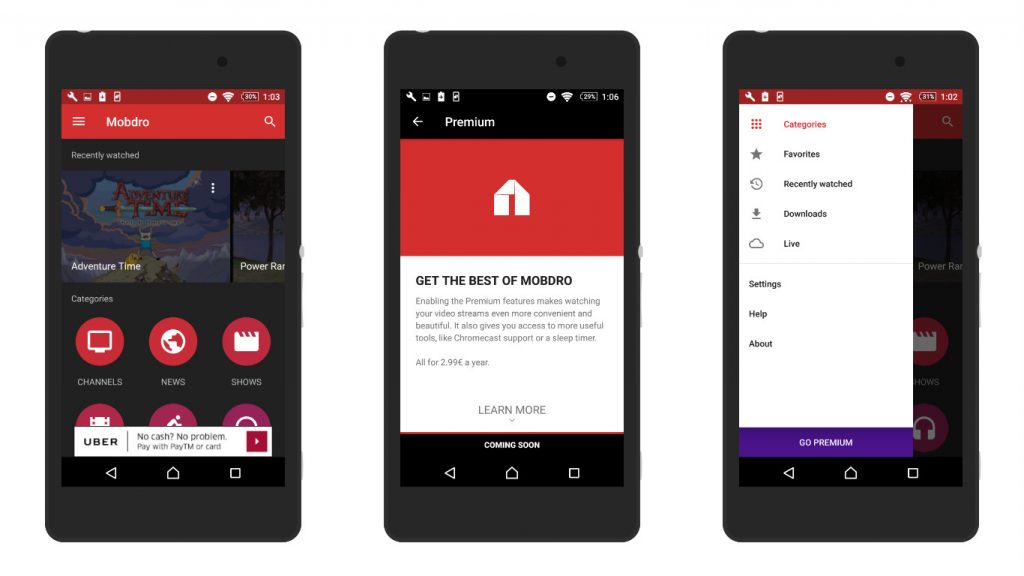 30% 1:03
Mobdro
Recently watched
ADVENTURE
TIME
Adventure Time
Power Ran
Categories
CHANNELS NEWS SHOWS
UBER
No cash? No problem.
Pay with PayTM or card
29% 1:06
Premium
GET THE BEST OF MOBDRO
Enabling the Premium features makes watching
your video streams even more convenient and
beautiful. It also gives you access to more useful
tools, like Chromecast support or a sleep timer.
All for 2.99€ a year.
LEARN MORE
COMING SOON
31% 1:02
Categories
Favorites
Recently watched
Downloads
Live
Settings
Help
About
GO PREMIUM
Power Ran
SHOWS